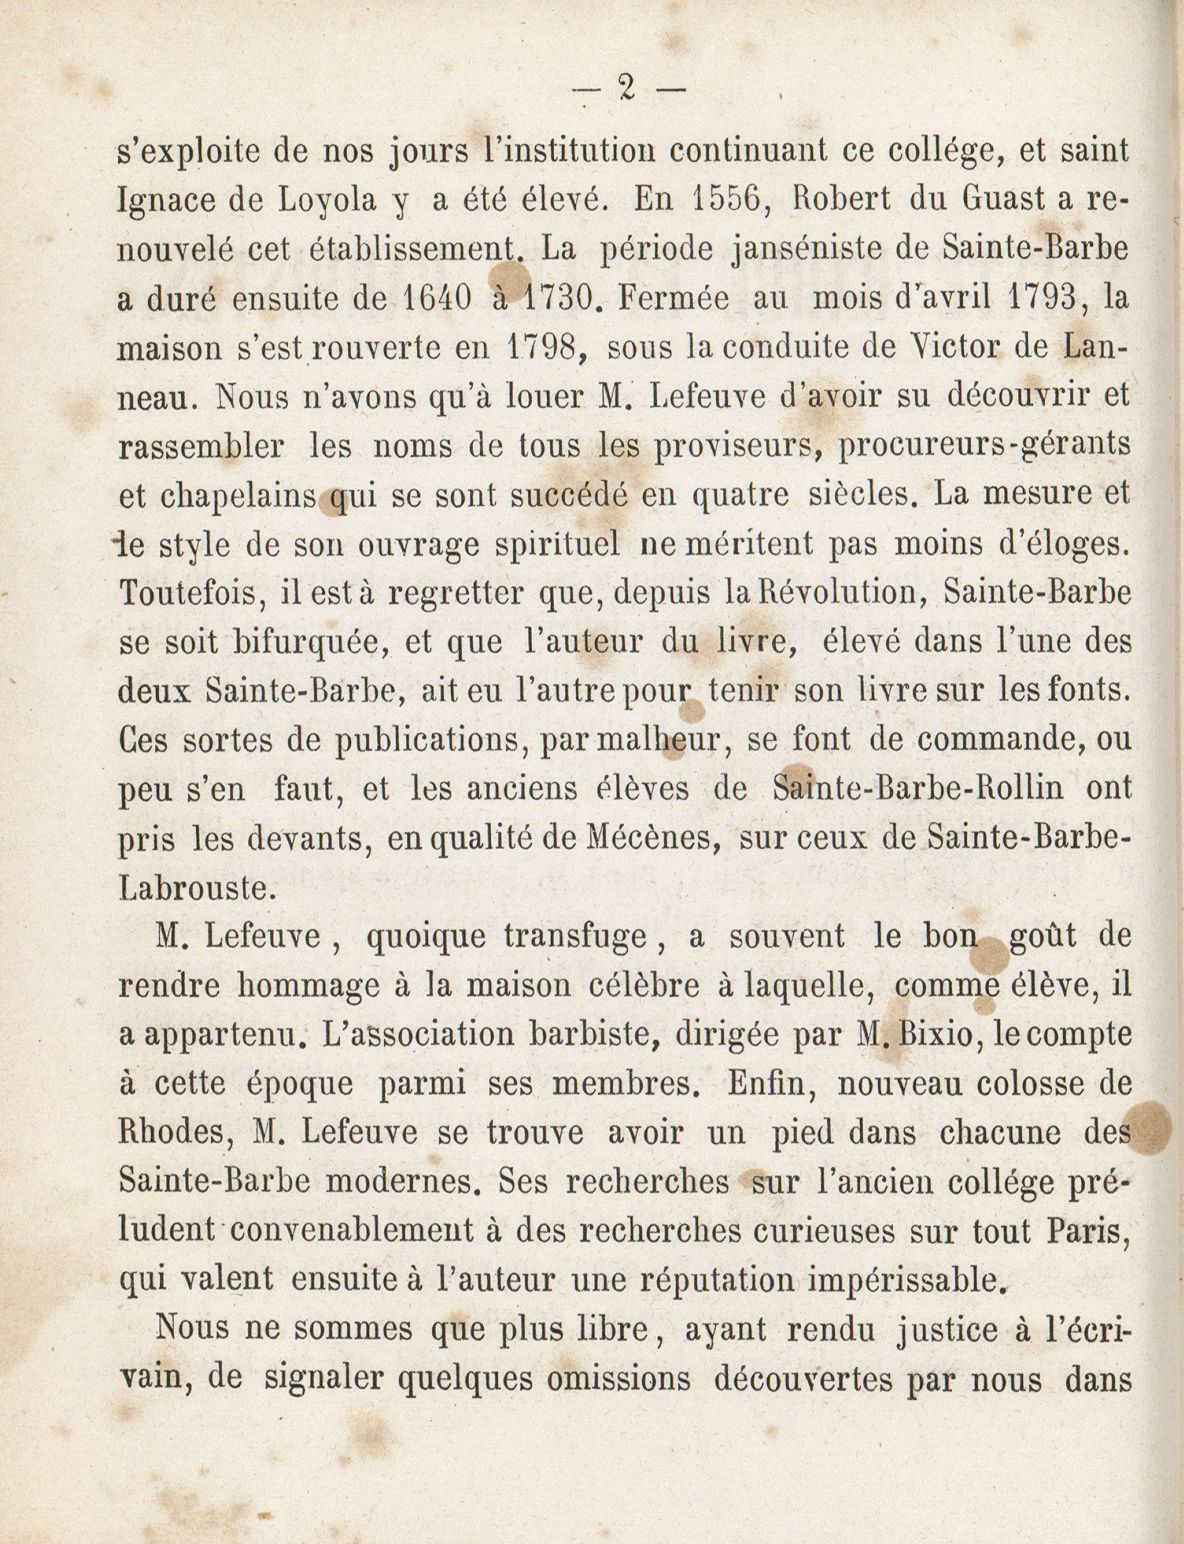 — 2 —
s'exploite de nos jours l'institution continuant ce collége, et saint
Ignace de Loyola y a été élevé. En 1556, Robert du Guast a re-
nouvelé cet établissement. La période janséniste de Sainte-Barbe
a duré ensuite de 1640 à 1730. Fermée au mois d'avril 1793, la
maison s'est rouverte en 1798, sous la conduite de Victor de Lan-
neau. Nous n'avons qu'à louer M. Lefeuve d'avoir su découvrir et
rassembler les noms de tous les proviseurs, procureurs-gérants
et chapelains qui se sont succédé en quatre siècles. La mesure et
le style de son ouvrage spirituel ne méritent pas moins d'éloges.
Toutefois, il est à regretter que, depuis la Révolution, Sainte-Barbe
se soit bifurquée, et que l'auteur du livre, élevé dans l'une des
deux Sainte-Barbe, ait eu l'autre pour tenir son livre sur les fonts.
Ces sortes de publications, par malheur, se font de commande, ou
peu s'en faut, et les anciens élèves de Sainte-Barbe-Rollin ont
pris les devants, en qualité de Mécènes, sur ceux de Sainte-Barbe-
Labrouste.
M. Lefeuve, quoique transfuge, a souvent le bon goût de
rendre hommage à la maison célèbre à laquelle, comme élève, il
a appartenu. L'association barbiste, dirigée par M. Bixio, le compte
à cette époque parmi ses membres. Enfin, nouveau colosse de
Rhodes, M. Lefeuve se trouve avoir un pied dans chacune des
Sainte-Barbe modernes. Ses recherches sur l'ancien collége pré-
ludent convenablement à des recherches curieuses sur tout Paris,
qui valent ensuite à l'auteur une réputation impérissable.
Nous ne sommes que plus libre, ayant rendu justice à l'écri-
vain, de signaler quelques omissions découvertes par nous dans